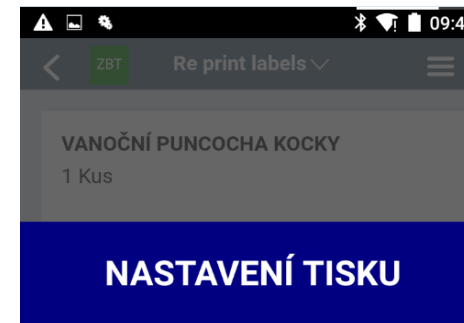 09:4
ZBT Re print labels
VANOČNÍ PUNCOCHA KOCKY
1 Kus
NASTAVENÍ TISKU